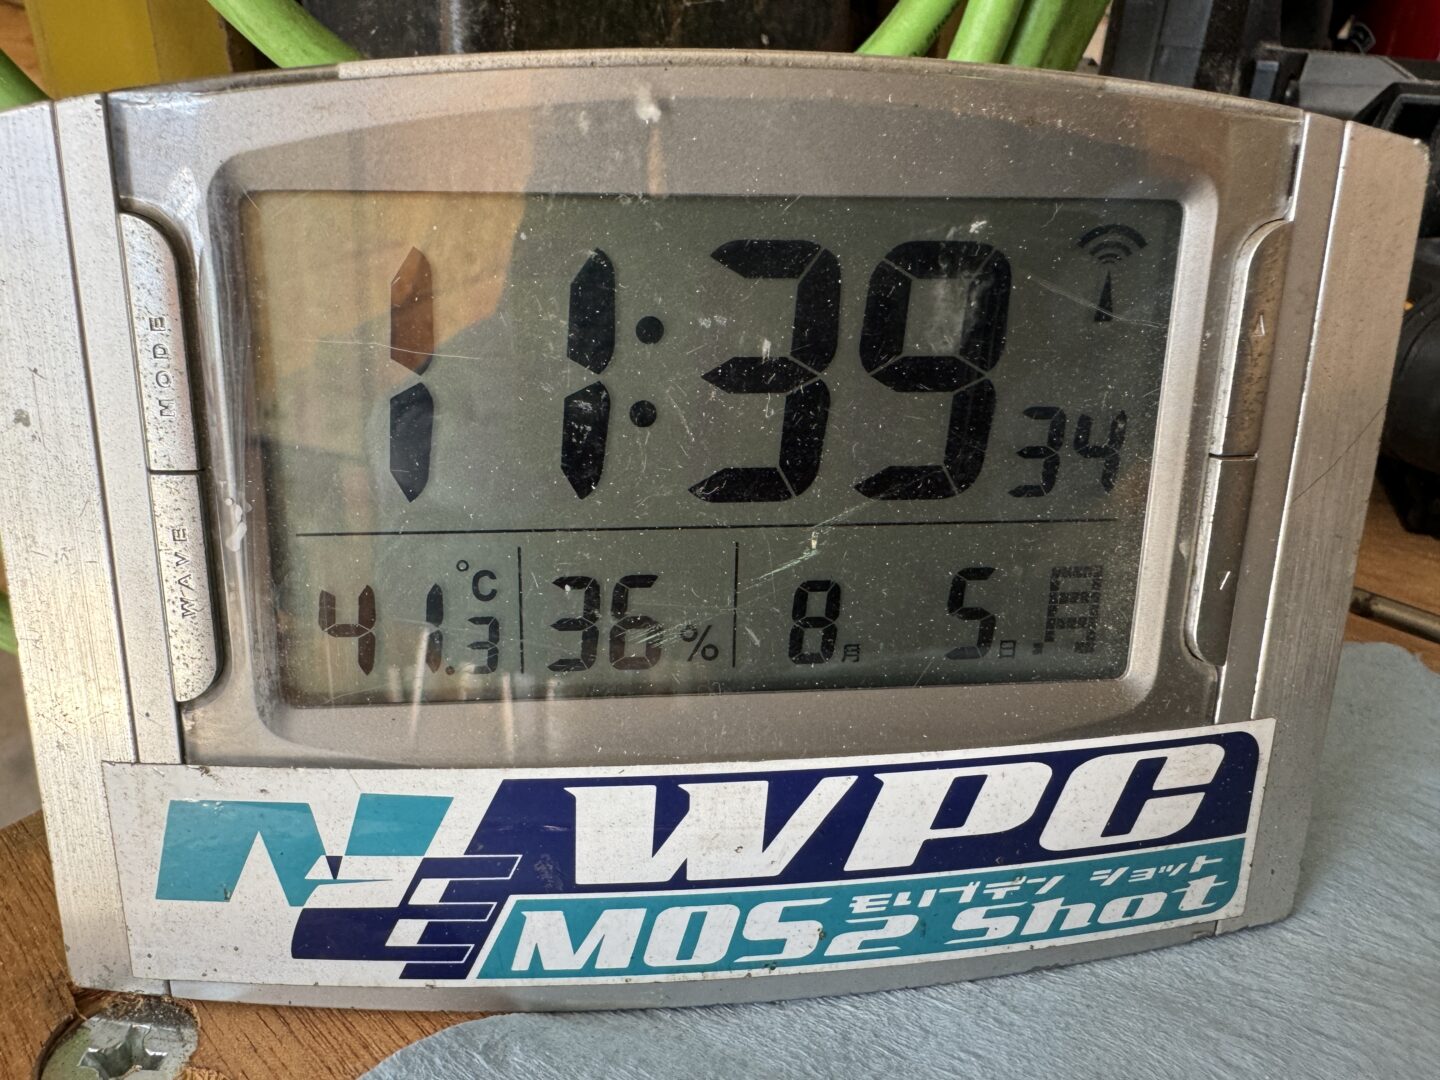 11:39 34
41.3 °C 36 % 8月 5日 月
MODE
WAVE
NE WPC
モリブデン ショット
MOS2 Shot